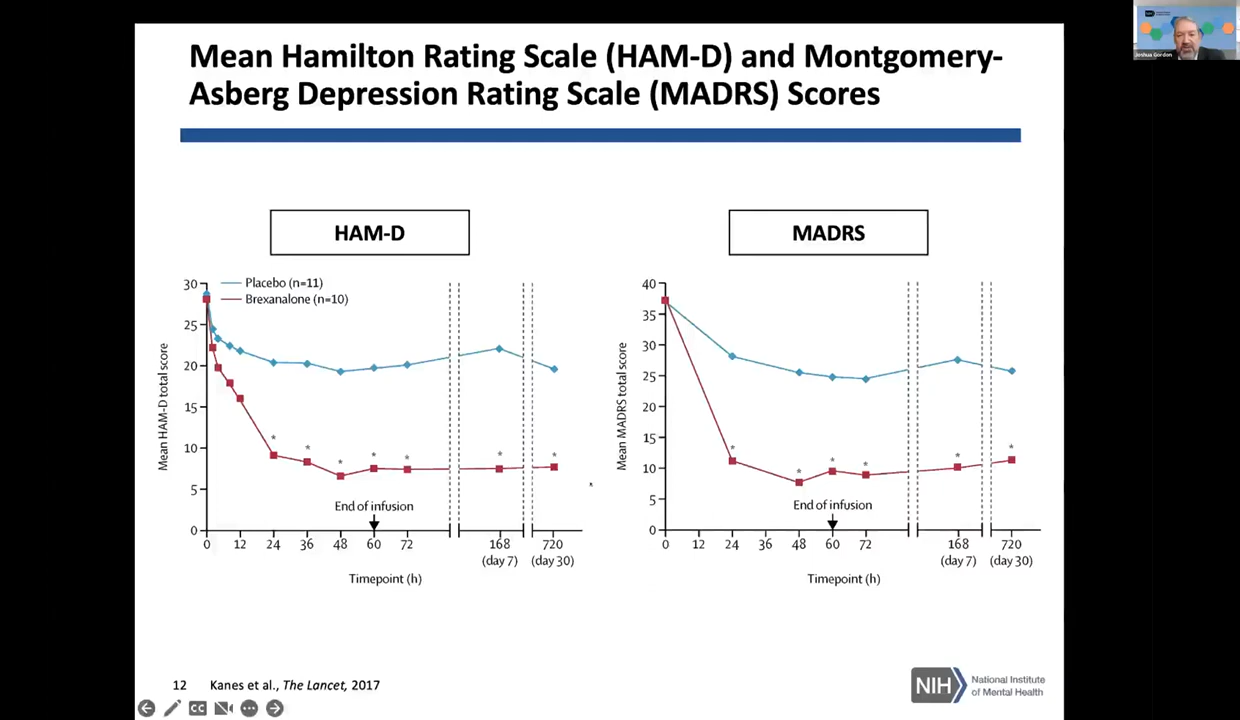 Mean Hamilton Rating Scale (HAM-D) and Montgomery-
Asberg Depression Rating Scale (MADRS) Scores
Joshua Gordon
HAM-D
MADRS
Placebo (n=11)
Brexanalone (n=10)
Mean HAM-D total score
30
25
20
15
10
5
0
* * * * * * *
End of infusion
0 12 24 36 48 60 72 168 720
(day 7) (day 30)
Timepoint (h)
Mean MADRS total score
40
35
30
25
20
15
10
5
0
* * * * * *
End of infusion
0 12 24 36 48 60 72 168 720
(day 7) (day 30)
Timepoint (h)
12 Kanes et al., The Lancet, 2017
CC
NIH
National Institute
of Mental Health